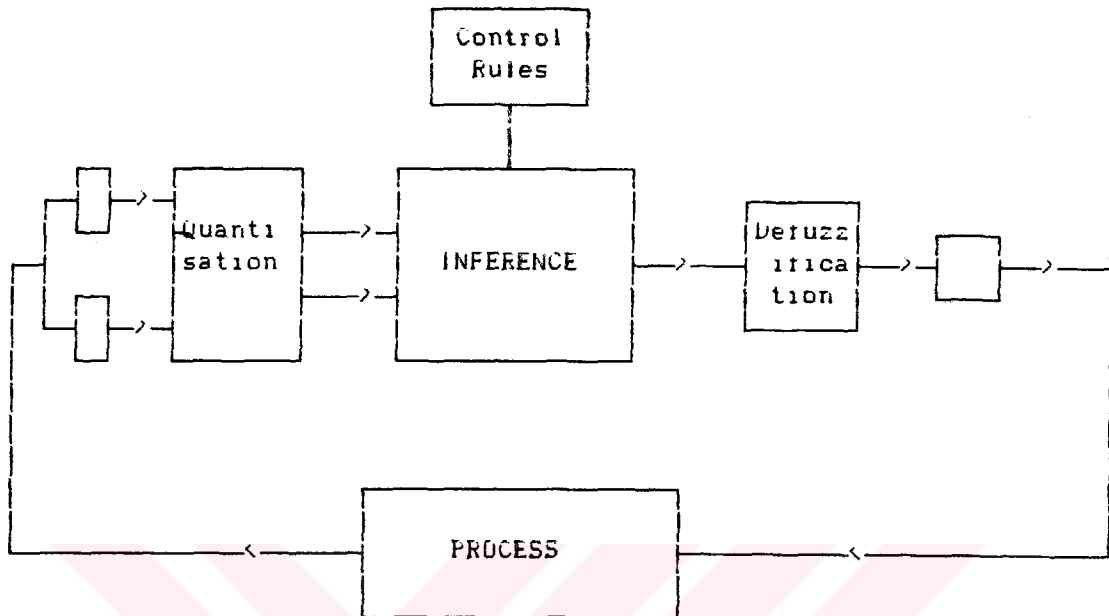 Control
Rules
Quanti
sation
INFERENCE
Defuzz
ifica
tion
PROCESS